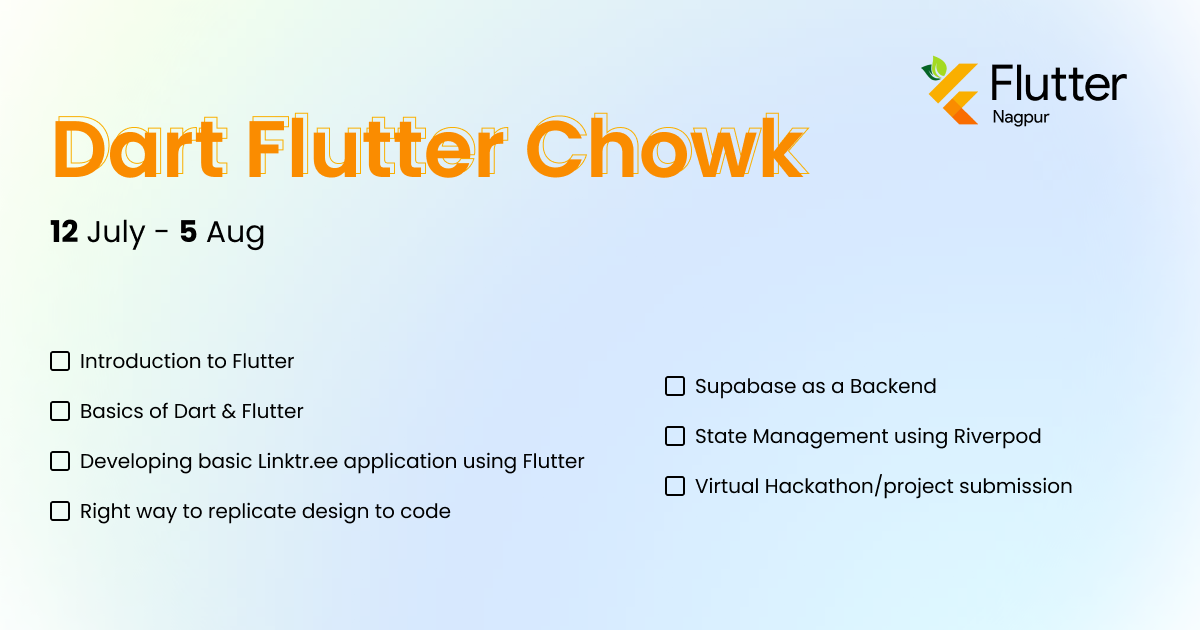 Flutter
Nagpur
Dart Flutter Chowk
12 July - 5 Aug
Introduction to Flutter
Basics of Dart & Flutter
Developing basic Linktr.ee application using Flutter
Right way to replicate design to code
Supabase as a Backend
State Management using Riverpod
Virtual Hackathon/project submission